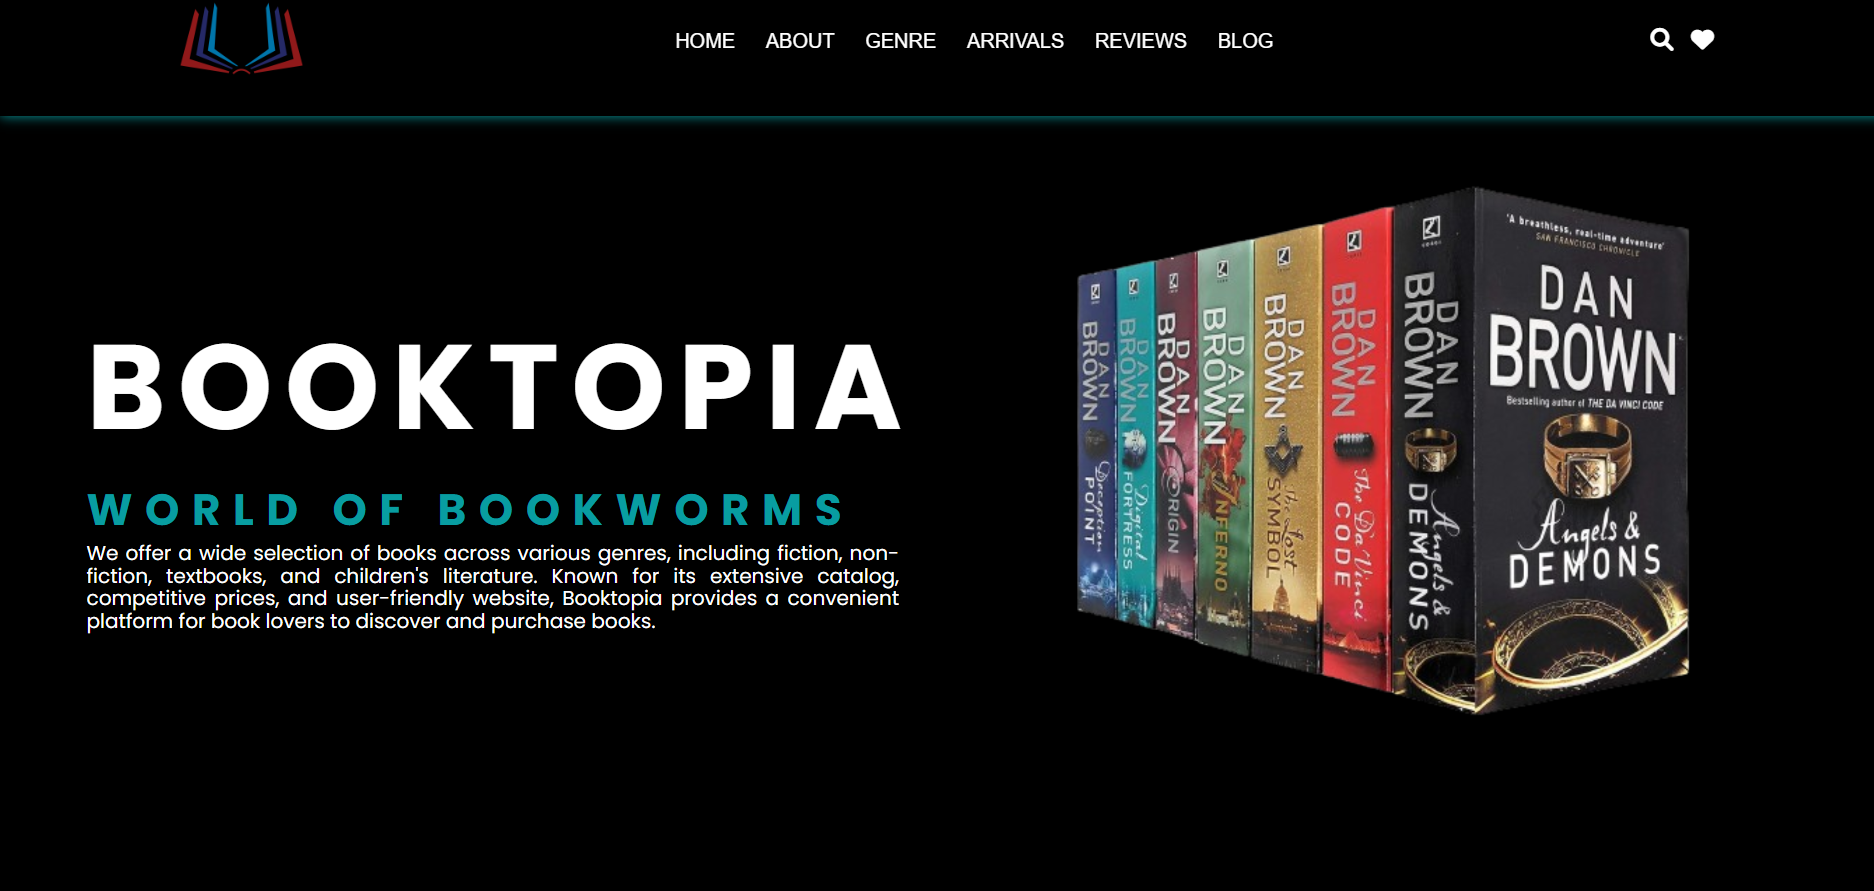 HOME ABOUT GENRE ARRIVALS REVIEWS BLOG
BOOKTOPIA
WORLD OF BOOKWORMS
We offer a wide selection of books across various genres, including fiction, non-
fiction, textbooks, and children's literature. Known for its extensive catalog,
competitive prices, and user-friendly website, Booktopia provides a convenient
platform for book lovers to discover and purchase books.
DAN
BROWN
Deception
POINT
DAN
BROWN
Digital
FORTRESS
DAN
BROWN
ORIGIN
DAN
BROWN
INFERNO
DAN
BROWN
The Lost
SYMBOL
DAN
BROWN
The Da Vinci
CODE
DAN
BROWN
Angels &
DEMONS
'A breathless, real-time adventure'
SAN FRANCISCO CHRONICLE
DAN
BROWN
Bestselling author of THE DA VINCI CODE
Angels &
DEMONS